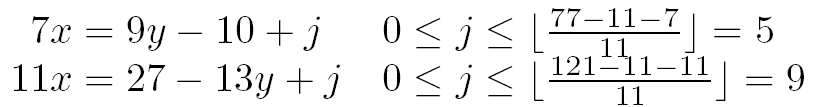 7x = 9y − 10 + j    0 ≤ j ≤ ⌊(77−11−7)/11⌋ = 5
11x = 27 − 13y + j    0 ≤ j ≤ ⌊(121−11−11)/11⌋ = 9